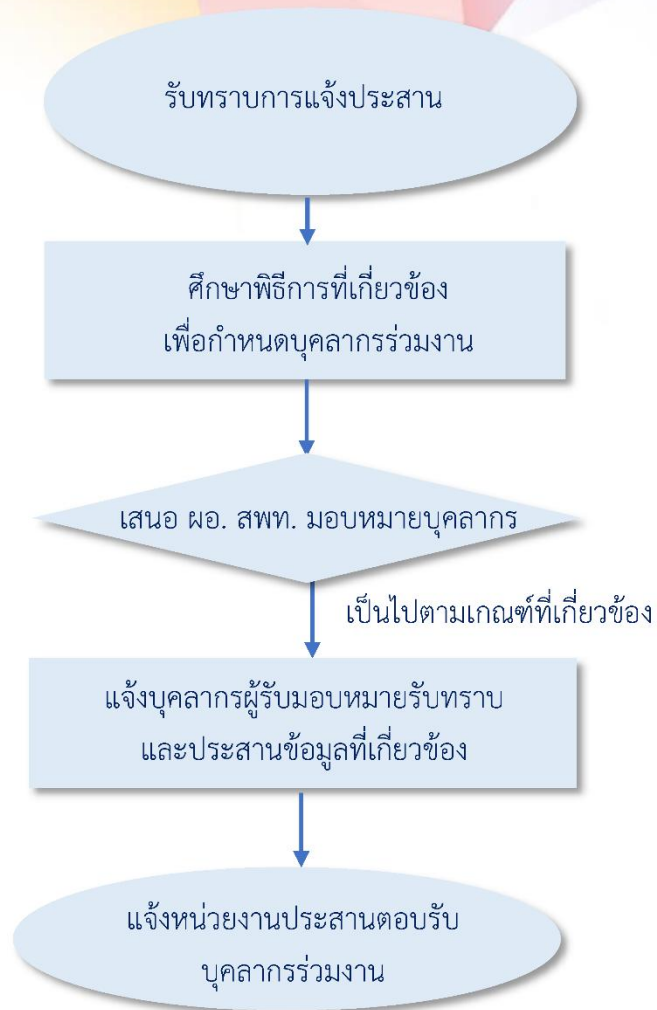 รับทราบการแจ้งประสาน
ศึกษาพิธีการที่เกี่ยวข้อง
เพื่อกำหนดบุคลากรร่วมงาน
เสนอ ผอ. สพท. มอบหมายบุคลากร
เป็นไปตามเกณฑ์ที่เกี่ยวข้อง
แจ้งบุคลากรผู้รับมอบหมายรับทราบ
และประสานข้อมูลที่เกี่ยวข้อง
แจ้งหน่วยงานประสานตอบรับ
บุคลากรร่วมงาน